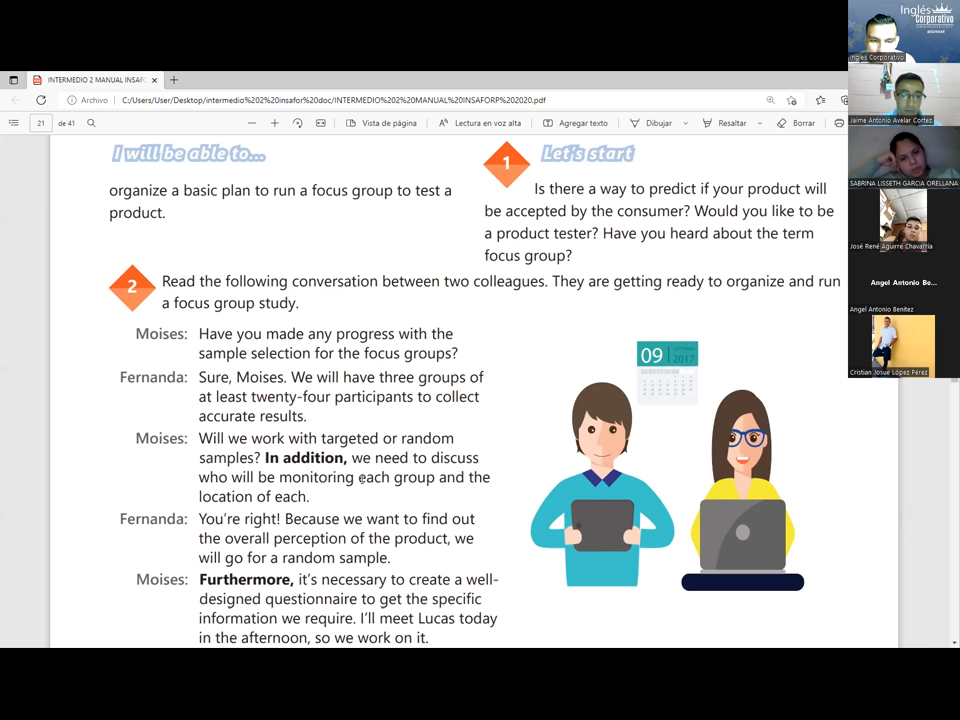 INTERMEDIO 2 MANUAL INSAFO
Archivo
C:/Users/User/Desktop/intermedio%202%20insafor%20doc/INTERMEDIO%202%20MANUAL%20INSAFORP%202020.pdf
21 de 41
Vista de página
Lectura en voz alta
Agregar texto
Dibujar
Resaltar
Borrar
I will be able to...
organize a basic plan to run a focus group to test a
product.
1
Let's start
Is there a way to predict if your product will
be accepted by the consumer? Would you like to be
a product tester? Have you heard about the term
focus group?
2
Read the following conversation between two colleagues. They are getting ready to organize and run
a focus group study.
Moises: Have you made any progress with the
sample selection for the focus groups?
Fernanda: Sure, Moises. We will have three groups of
at least twenty-four participants to collect
accurate results.
Moises: Will we work with targeted or random
samples? In addition, we need to discuss
who will be monitoring each group and the
location of each.
Fernanda: You're right! Because we want to find out
the overall perception of the product, we
will go for a random sample.
Moises: Furthermore, it's necessary to create a well-
designed questionnaire to get the specific
information we require. I'll meet Lucas today
in the afternoon, so we work on it.
09
2017
Inglés
Corporativo
BEGINNER
Inglés Corporativo
Jaime Antonio Avelar Cortez
SABRINA LISSETH GARCIA ORELLANA
José René Aguirre Chavarría
Angel Antonio Be...
Angel Antonio Benítez
Cristian Josue López Pérez